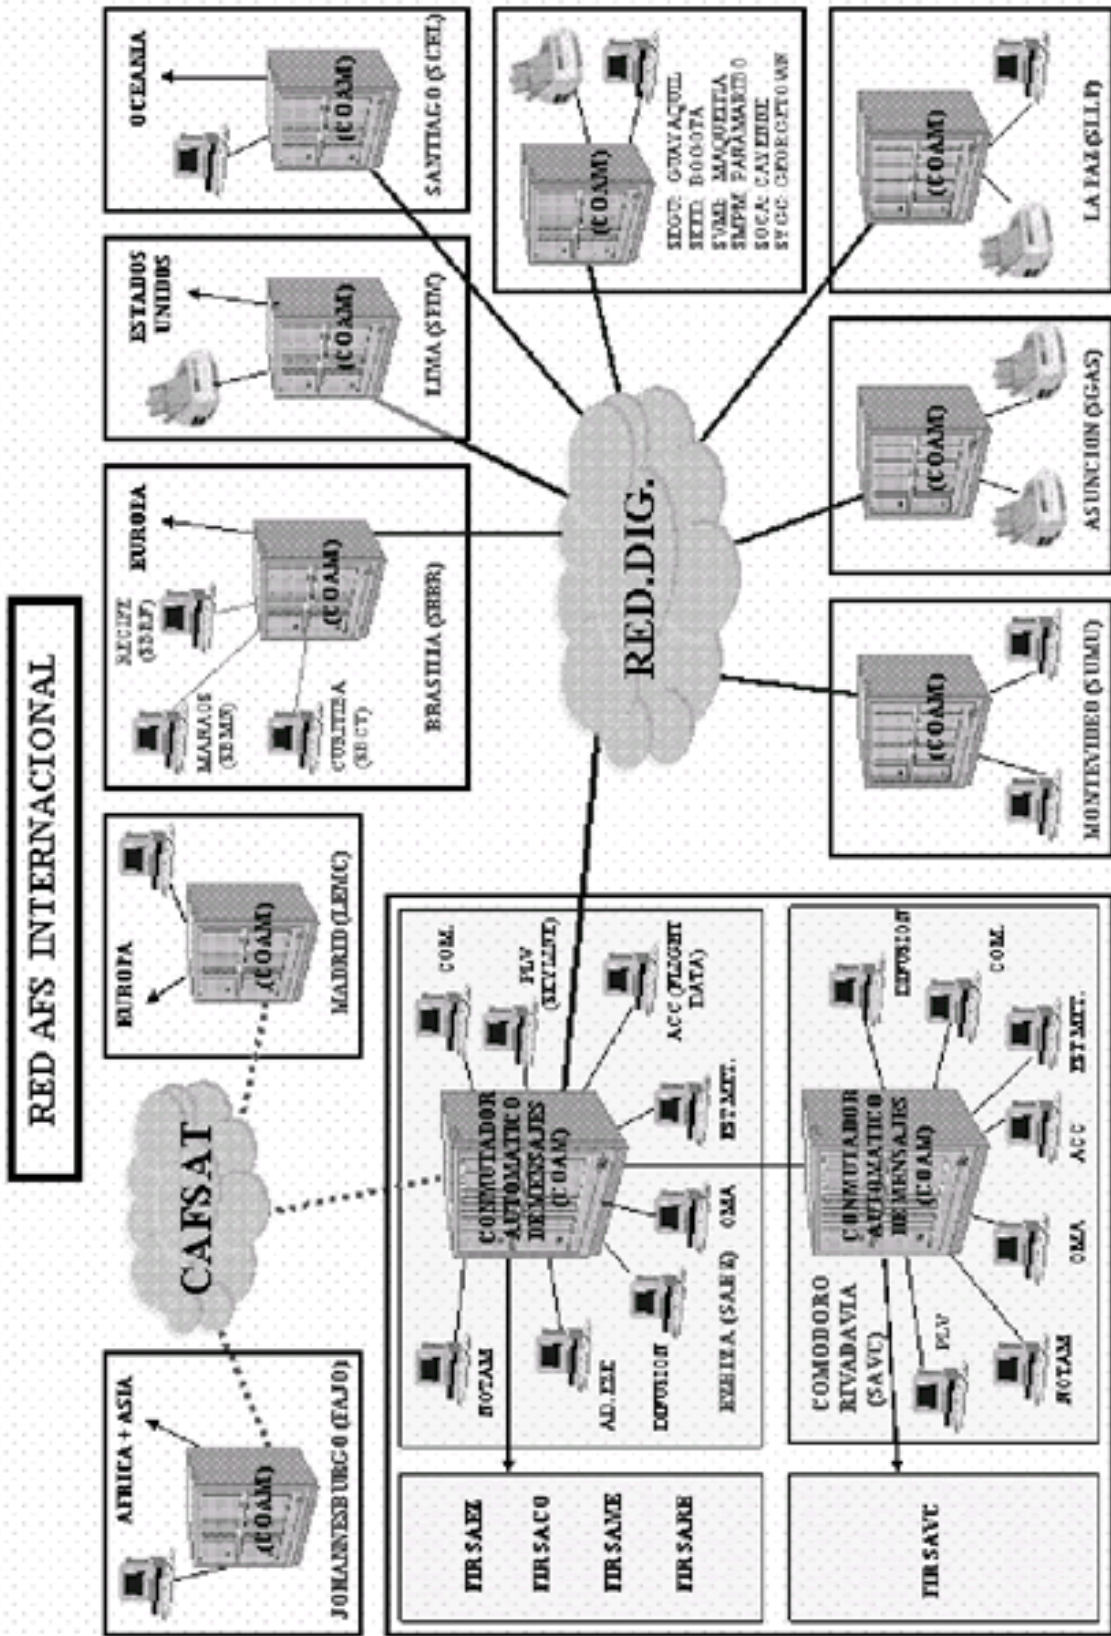 RED AFS INTERNACIONAL
AFRICA + ASIA
(COAM)
JOHANNESBURGO (FAJO)
CAFSAT
EUROPA
(COAM)
MADRID (LEMC)
RECIFE
(SBRF)
EUROPA
MANAOS
(SBMN)
CURITIBA
(SBCT)
(COAM)
BRASILIA (SBBR)
ESTADOS
UNIDOS
(COAM)
LIMA (SPIM)
OCEANIA
(COAM)
SANTIAGO (SCEL)
FIR SAEZ
FIR SACO
FIR SAME
FIR SARE
NOTAM
AD.EZE
DIFUSION
EZEIZA (SAEZ)
CONMUTADOR
AUTOMATICO
DE MENSAJES
(COAM)
OMA
EST.MET.
COM.
PLV
(SKYLINE)
ACC (FLIGHT
DATA)
RED.DIG.
(COAM)
SEGU: GUAYAQUIL
SKED: BOGOTA
SVMI: MAQUEITIA
SMPM: PARAMARIBO
SOCA: CAYENNE
SYGC: GEORGETOWN
FIR SAVC
COMODORO
RIVADAVIA
(SAVC)
PLV
NOTAM
CONMUTADOR
AUTOMATICO
DE MENSAJES
(COAM)
OMA
ACC
EST.MET.
DIFUSION
COM.
(COAM)
MONTEVIDEO (SUMU)
(COAM)
ASUNCION (SGAS)
(COAM)
LA PAZ (SLLP)